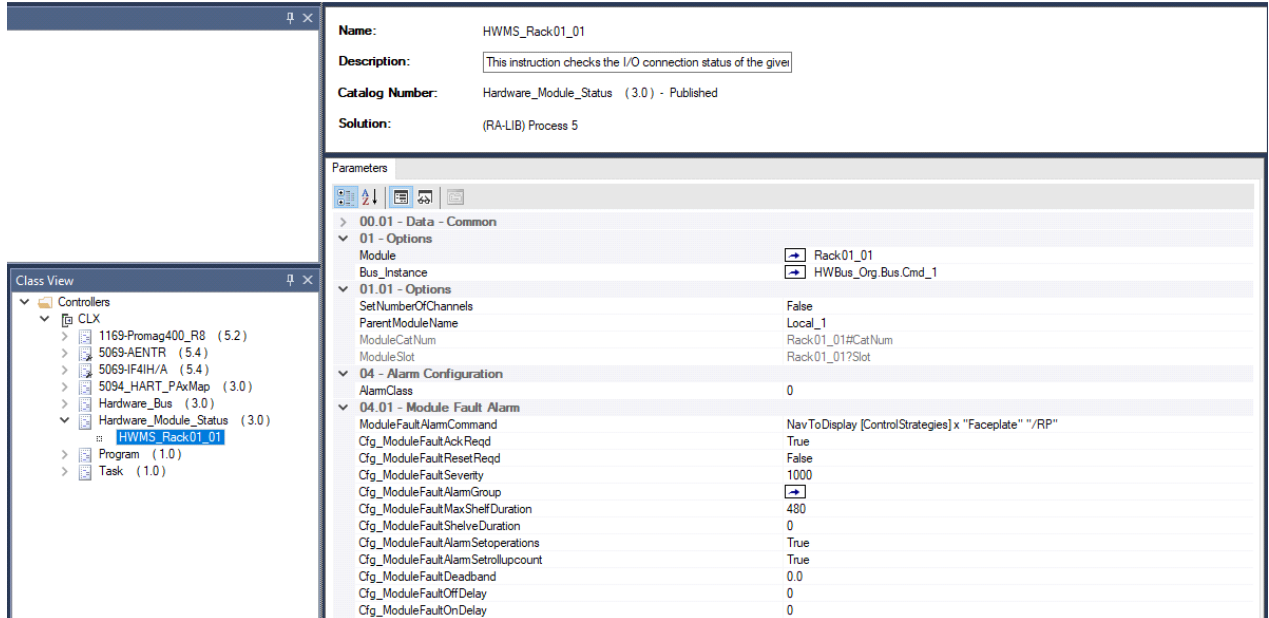 Name: HWMS_Rack01_01
Description: This instruction checks the I/O connection status of the giver
Catalog Number: Hardware_Module_Status (3.0) - Published
Solution: (RA-LIB) Process 5
Parameters
00.01 - Data - Common
01 - Options
Module Rack01_01
Bus_Instance HWBus_Org.Bus.Cmd_1
01.01 - Options
SetNumberOfChannels False
ParentModuleName Local_1
ModuleCatNum Rack01_01#CatNum
ModuleSlot Rack01_01?Slot
04 - Alarm Configuration
AlarmClass 0
04.01 - Module Fault Alarm
ModuleFaultAlarmCommand NavToDisplay [ControlStrategies] x "Faceplate" "/RP"
Cfg_ModuleFaultAckReqd True
Cfg_ModuleFaultResetReqd False
Cfg_ModuleFaultSeverity 1000
Cfg_ModuleFaultAlarmGroup
Cfg_ModuleFaultMaxShelfDuration 480
Cfg_ModuleFaultShelveDuration 0
Cfg_ModuleFaultAlarmSetoperations True
Cfg_ModuleFaultAlarmSetrollupcount True
Cfg_ModuleFaultDeadband 0.0
Cfg_ModuleFaultOffDelay 0
Cfg_ModuleFaultOnDelay 0
Class View
Controllers
CLX
1169-Promag400_R8 (5.2)
5069-AENTR (5.4)
5069-IF4IH/A (5.4)
5094_HART_PAxMap (3.0)
Hardware_Bus (3.0)
Hardware_Module_Status (3.0)
HWMS_Rack01_01
Program (1.0)
Task (1.0)